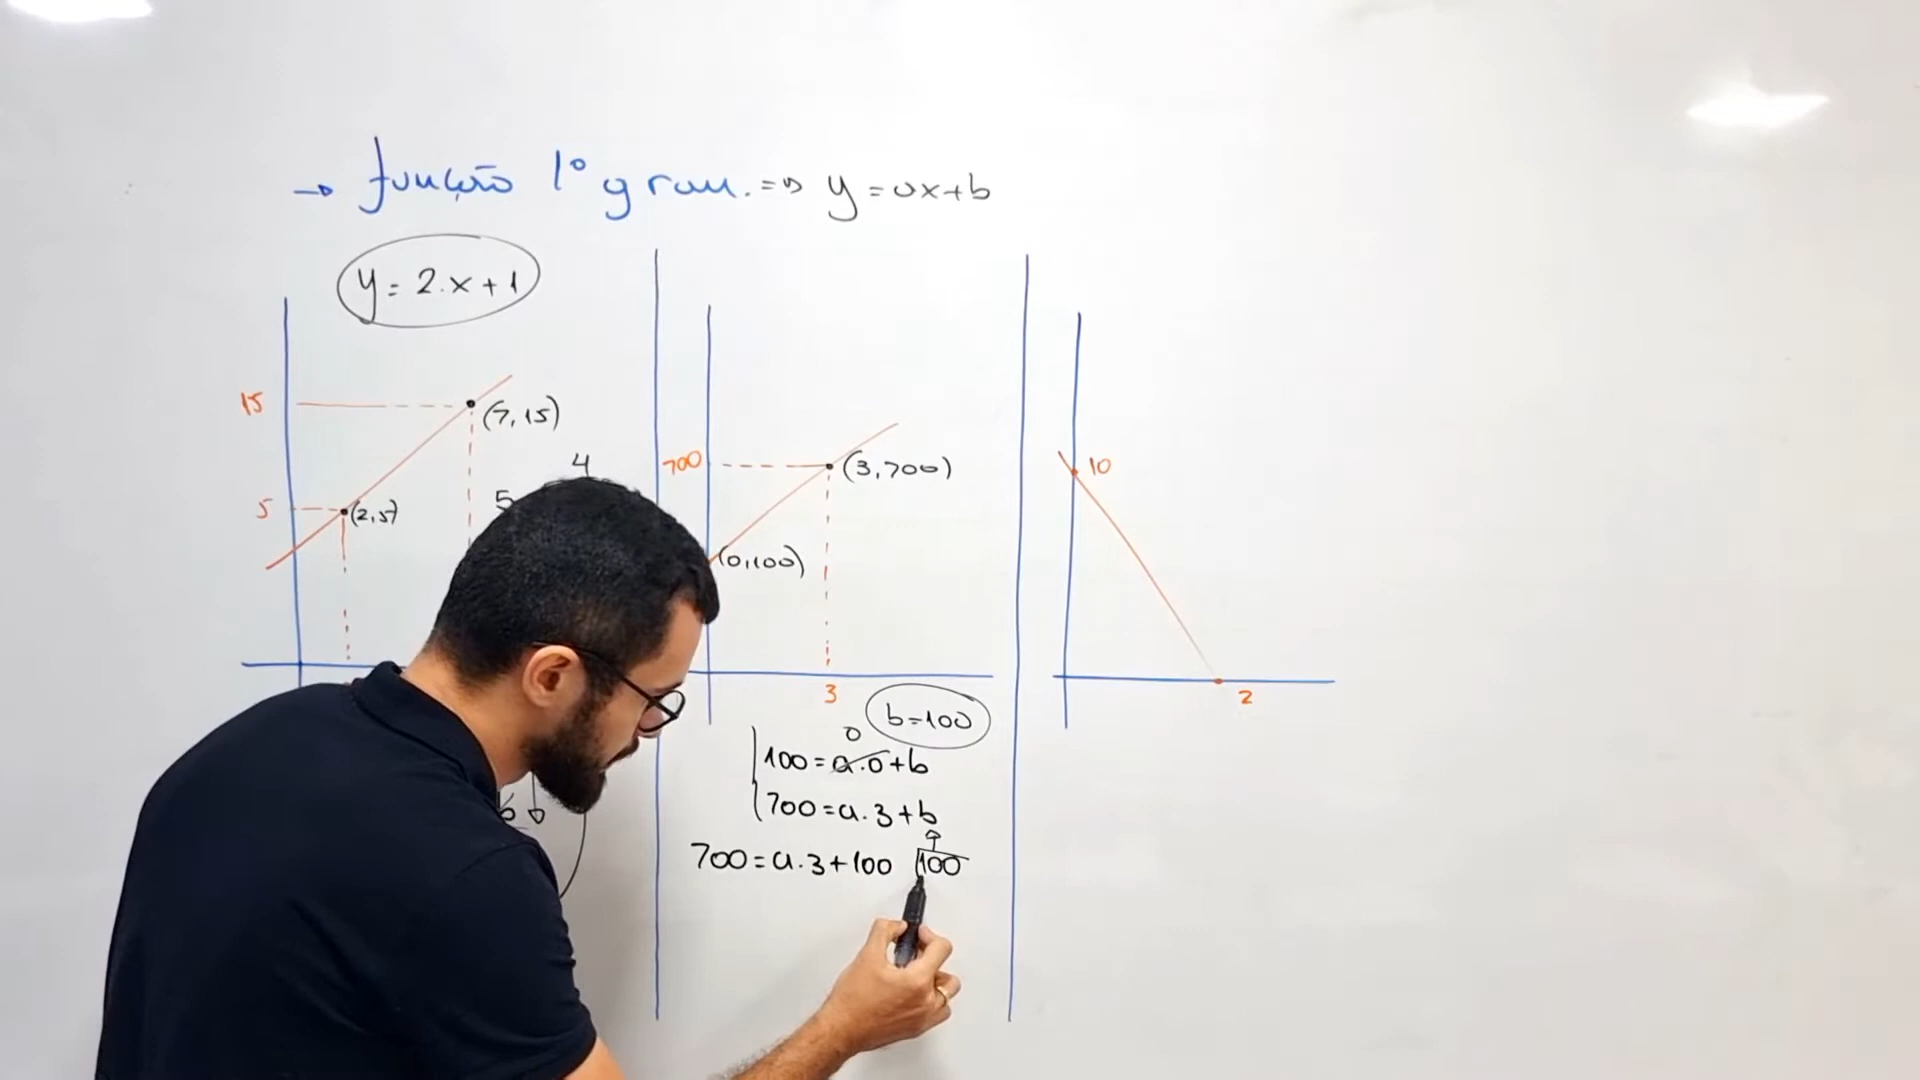 → função 1º grau. ⇒ y = ax + b
y = 2.x + 1
15
(7,15)
5
(2,5)
4
5
b
700
(3,700)
(0,100)
3
b=100
0
100 = a.0 + b
700 = a.3 + b
700 = a.3 + 100
100
10
2